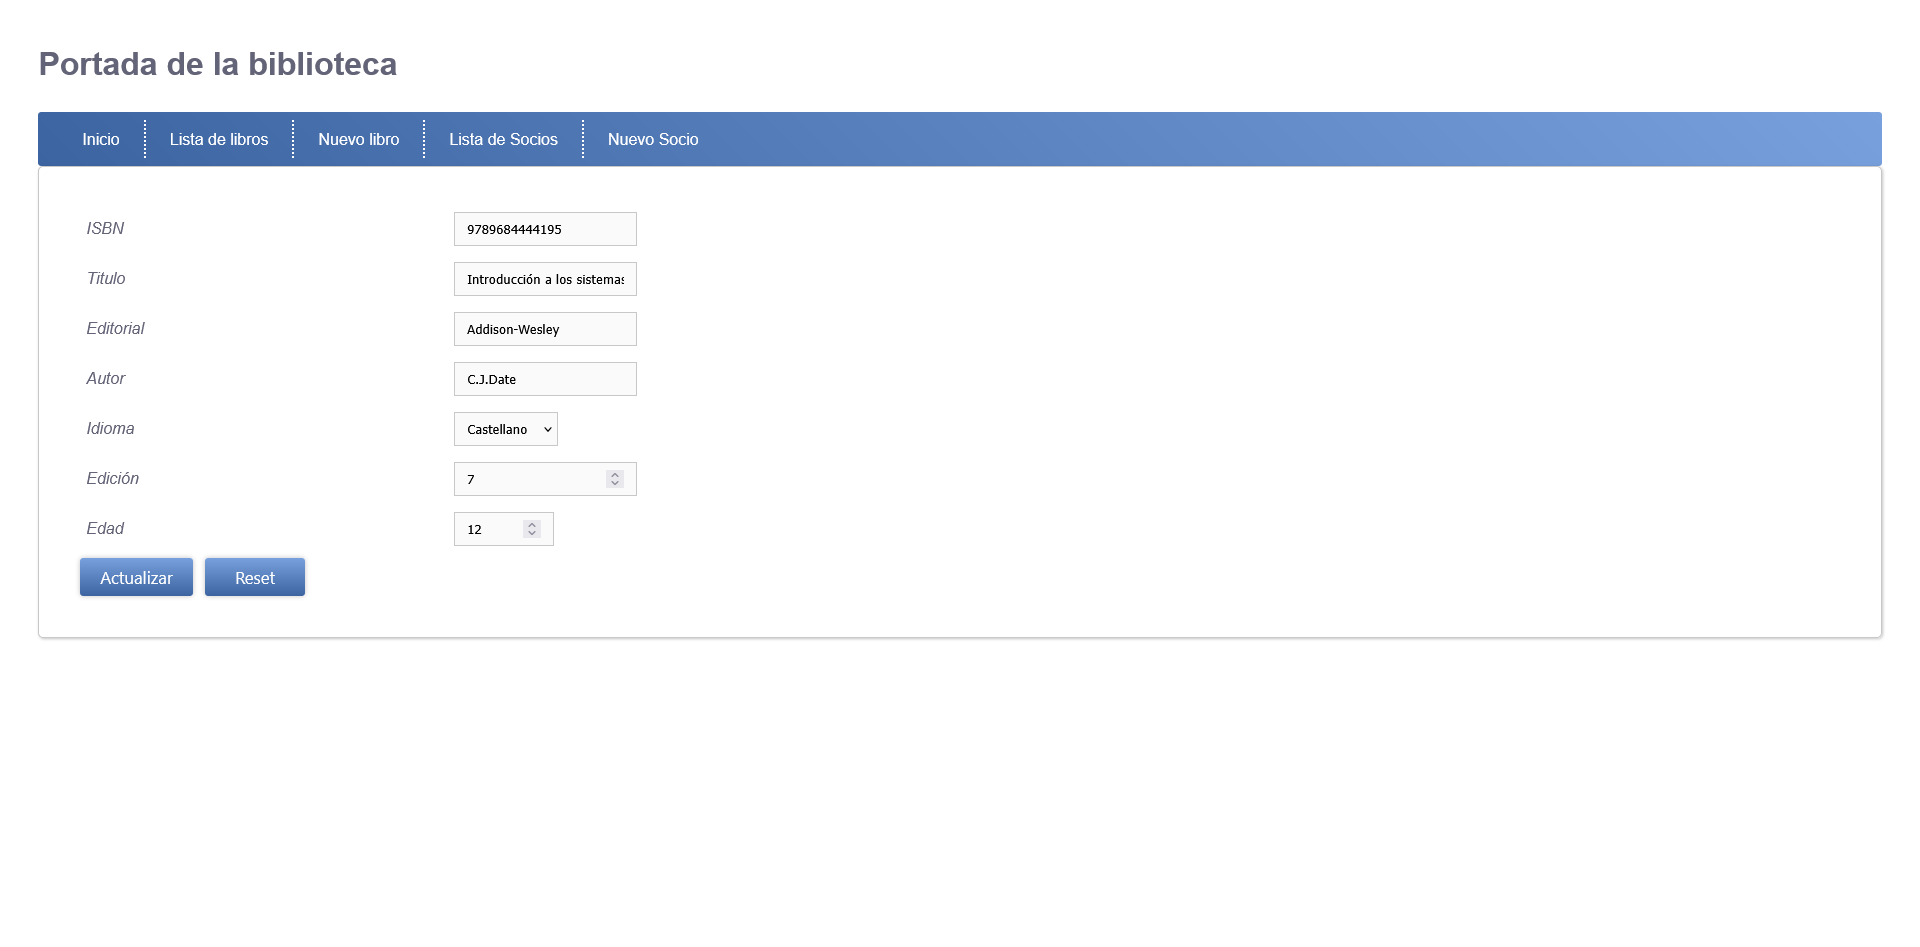 Portada de la biblioteca
Inicio Lista de libros Nuevo libro Lista de Socios Nuevo Socio
ISBN 9789684444195
Titulo Introducción a los sistemas
Editorial Addison-Wesley
Autor C.J.Date
Idioma Castellano
Edición 7
Edad 12
Actualizar Reset